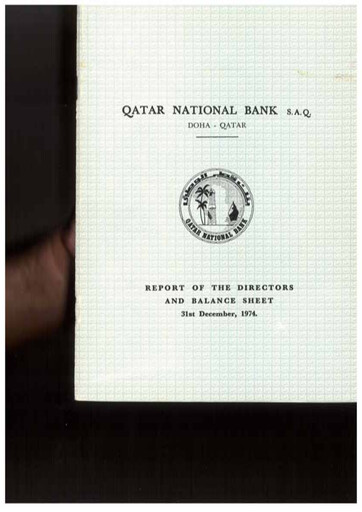 QATAR NATIONAL BANK S.A.Q.
DOHA - QATAR
QATAR NATIONAL BANK
REPORT OF THE DIRECTORS
AND BALANCE SHEET
31st December, 1974.